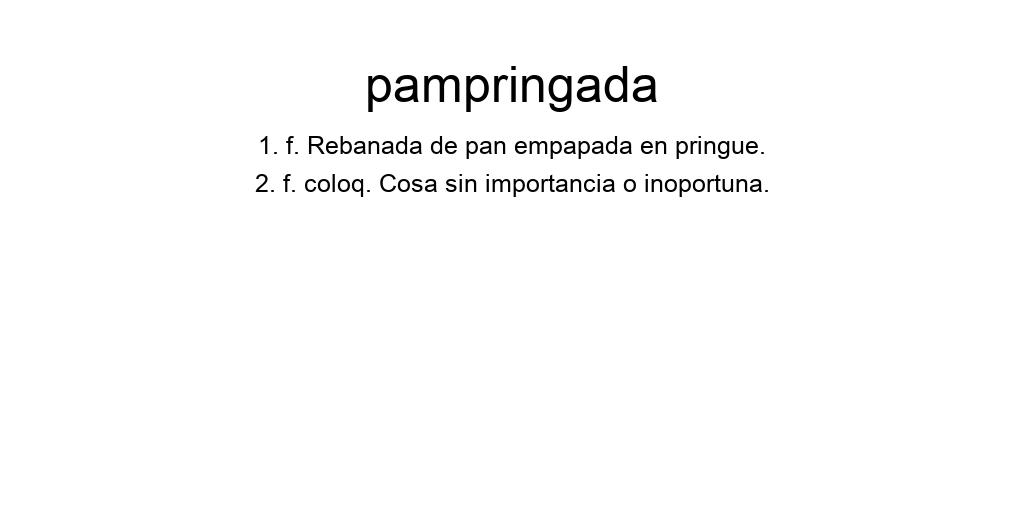 pampringada
1. f. Rebanada de pan empapada en pringue.
2. f. coloq. Cosa sin importancia o inoportuna.